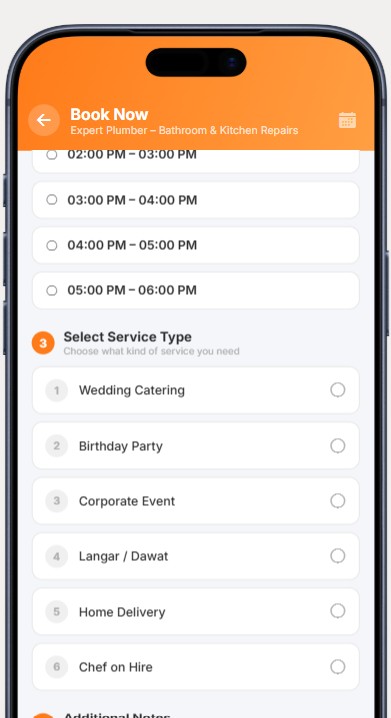 Book Now
Expert Plumber – Bathroom & Kitchen Repairs
02:00 PM – 03:00 PM
03:00 PM – 04:00 PM
04:00 PM – 05:00 PM
05:00 PM – 06:00 PM
3 Select Service Type
Choose what kind of service you need
1 Wedding Catering
2 Birthday Party
3 Corporate Event
4 Langar / Dawat
5 Home Delivery
6 Chef on Hire
Additional Notes